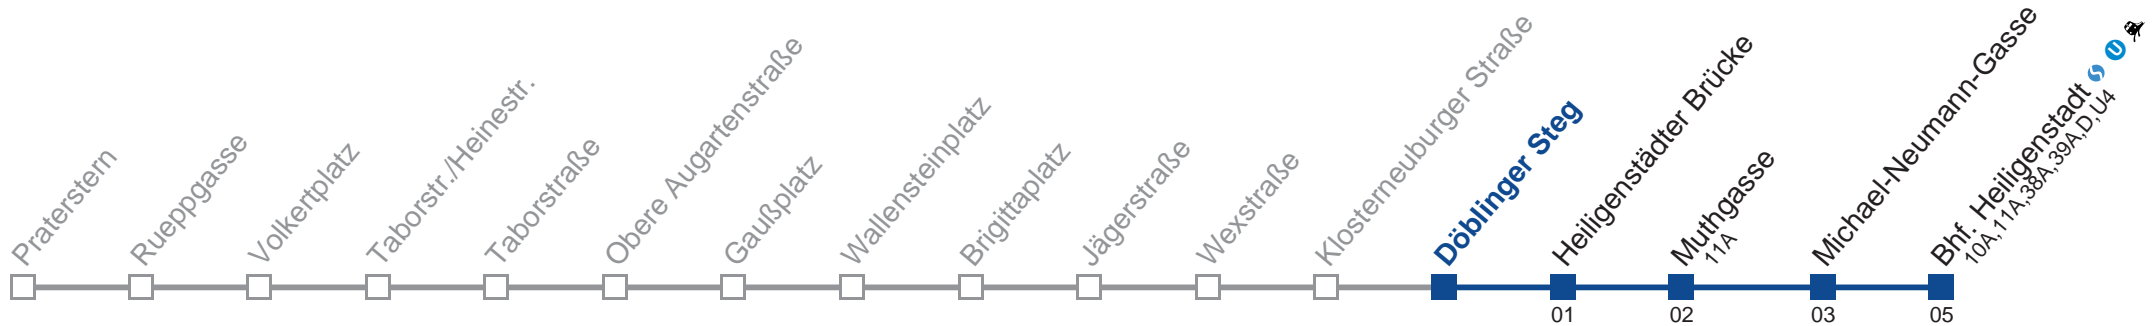 Praterstern
Rueppgasse
Volkertplatz
Taborstr./Heinestr.
Taborstraße
Obere Augartenstraße
Gaußplatz
Wallensteinplatz
Brigittaplatz
Jägerstraße
Wexstraße
Klosterneuburger Straße
Döblinger Steg
Heiligenstädter Brücke
01
Muthgasse
11A
02
Michael-Neumann-Gasse
03
Bhf. Heiligenstadt S U
10A,11A,38A,39A,D,U4
05